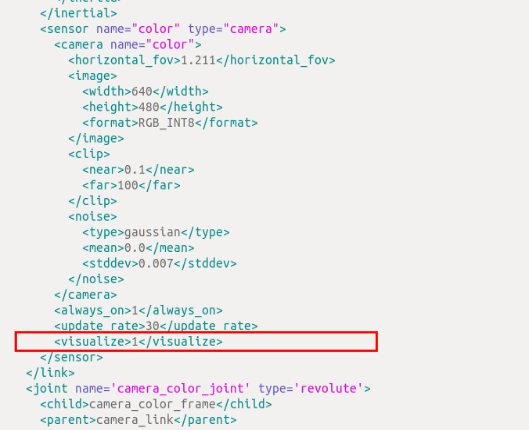 </inertia>
</inertial>
<sensor name="color" type="camera">
<camera name="color">
<horizontal_fov>1.211</horizontal_fov>
<image>
<width>640</width>
<height>480</height>
<format>RGB_INT8</format>
</image>
<clip>
<near>0.1</near>
<far>100</far>
</clip>
<noise>
<type>gaussian</type>
<mean>0.0</mean>
<stddev>0.007</stddev>
</noise>
</camera>
<always_on>1</always_on>
<update_rate>30</update_rate>
<visualize>1</visualize>
</sensor>
</link>
<joint name='camera_color_joint' type='revolute'>
<child>camera_color_frame</child>
<parent>camera_link</parent>